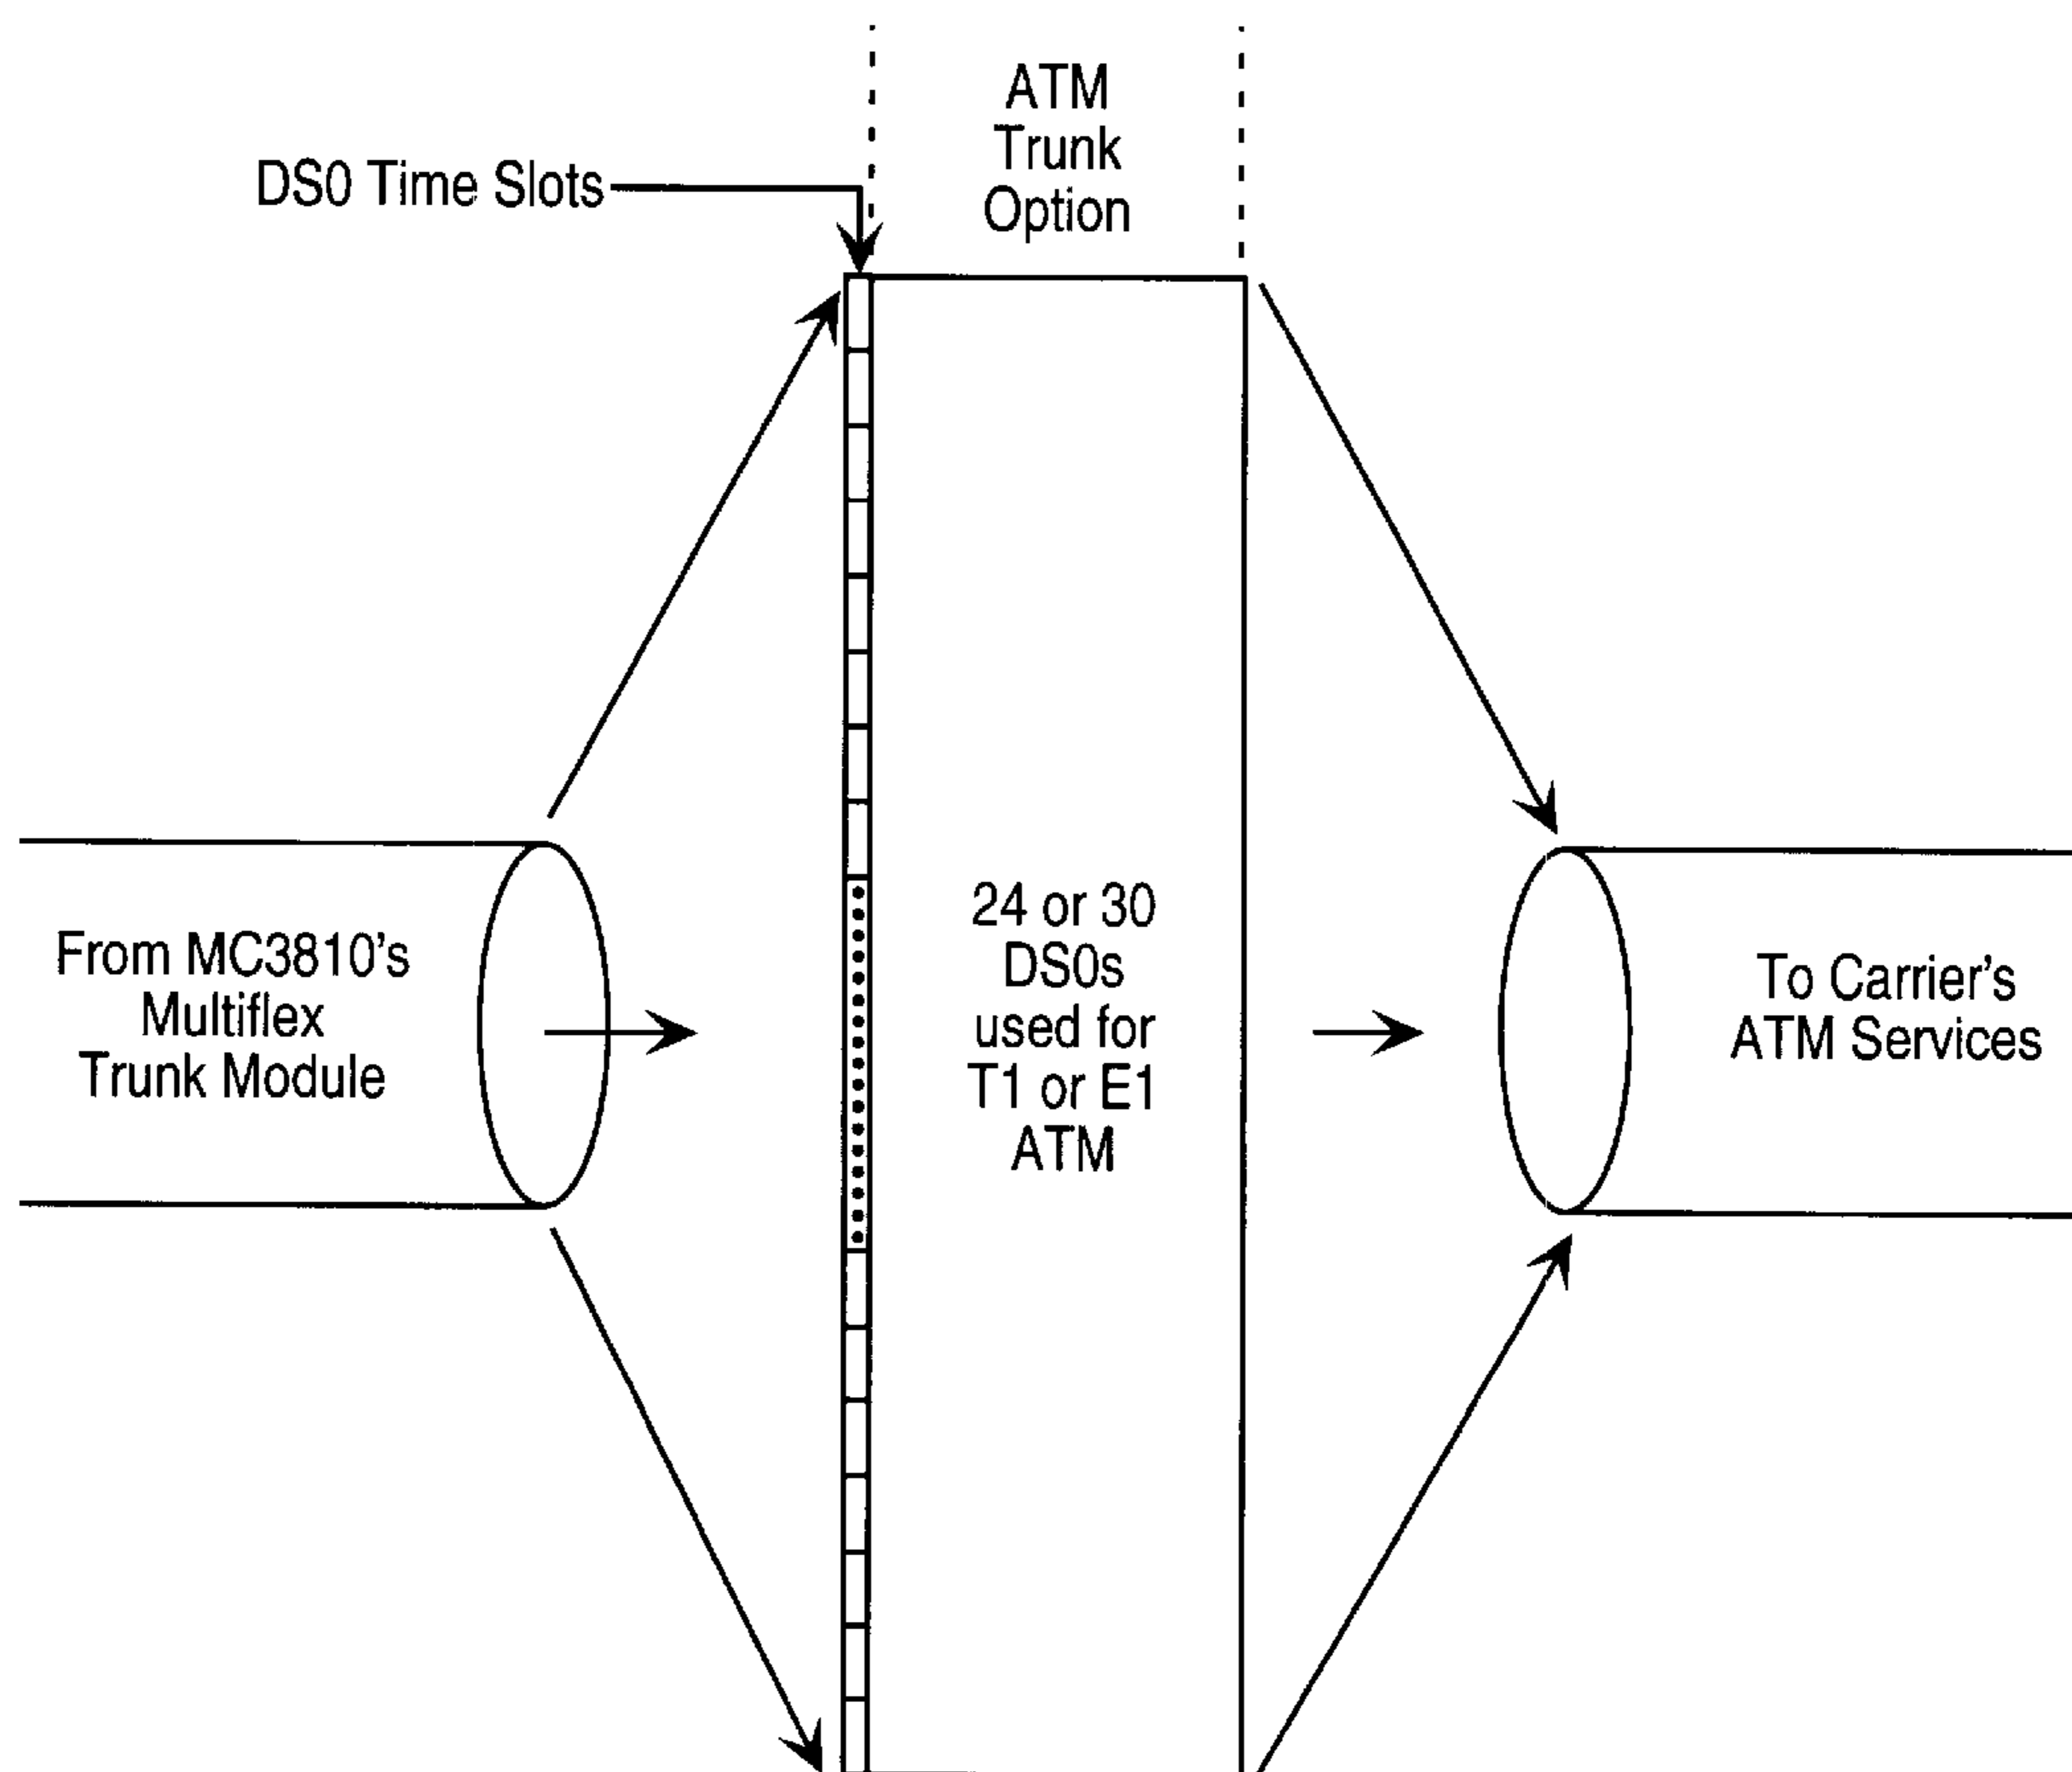 ATM
Trunk
Option
DS0 Time Slots
From MC3810's
Multiflex
Trunk Module
24 or 30
DS0s
used for
T1 or E1
ATM
To Carrier's
ATM Services